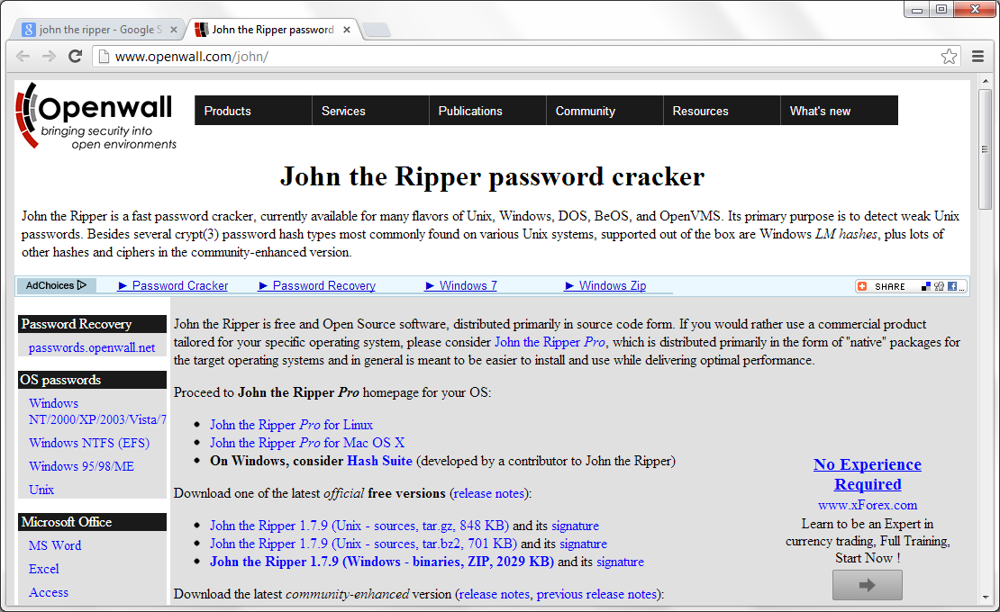 john the ripper - Google S
John the Ripper password
www.openwall.com/john/
Openwall
bringing security into
open environments
Products
Services
Publications
Community
Resources
What's new
John the Ripper password cracker
John the Ripper is a fast password cracker, currently available for many flavors of Unix, Windows, DOS, BeOS, and OpenVMS. Its primary purpose is to detect weak Unix
passwords. Besides several crypt(3) password hash types most commonly found on various Unix systems, supported out of the box are Windows LM hashes, plus lots of
other hashes and ciphers in the community-enhanced version.
AdChoices
► Password Cracker
► Password Recovery
► Windows 7
► Windows Zip
SHARE
...
Password Recovery
passwords.openwall.net
OS passwords
Windows
NT/2000/XP/2003/Vista/7
Windows NTFS (EFS)
Windows 95/98/ME
Unix
Microsoft Office
MS Word
Excel
Access
John the Ripper is free and Open Source software, distributed primarily in source code form. If you would rather use a commercial product
tailored for your specific operating system, please consider John the Ripper Pro, which is distributed primarily in the form of "native" packages for
the target operating systems and in general is meant to be easier to install and use while delivering optimal performance.
Proceed to John the Ripper Pro homepage for your OS:
• John the Ripper Pro for Linux
• John the Ripper Pro for Mac OS X
• On Windows, consider Hash Suite (developed by a contributor to John the Ripper)
Download one of the latest official free versions (release notes):
• John the Ripper 1.7.9 (Unix - sources, tar.gz, 848 KB) and its signature
• John the Ripper 1.7.9 (Unix - sources, tar.bz2, 701 KB) and its signature
• John the Ripper 1.7.9 (Windows - binaries, ZIP, 2029 KB) and its signature
Download the latest community-enhanced version (release notes, previous release notes):
No Experience
Required
www.xForex.com
Learn to be an Expert in
currency trading, Full Training,
Start Now !